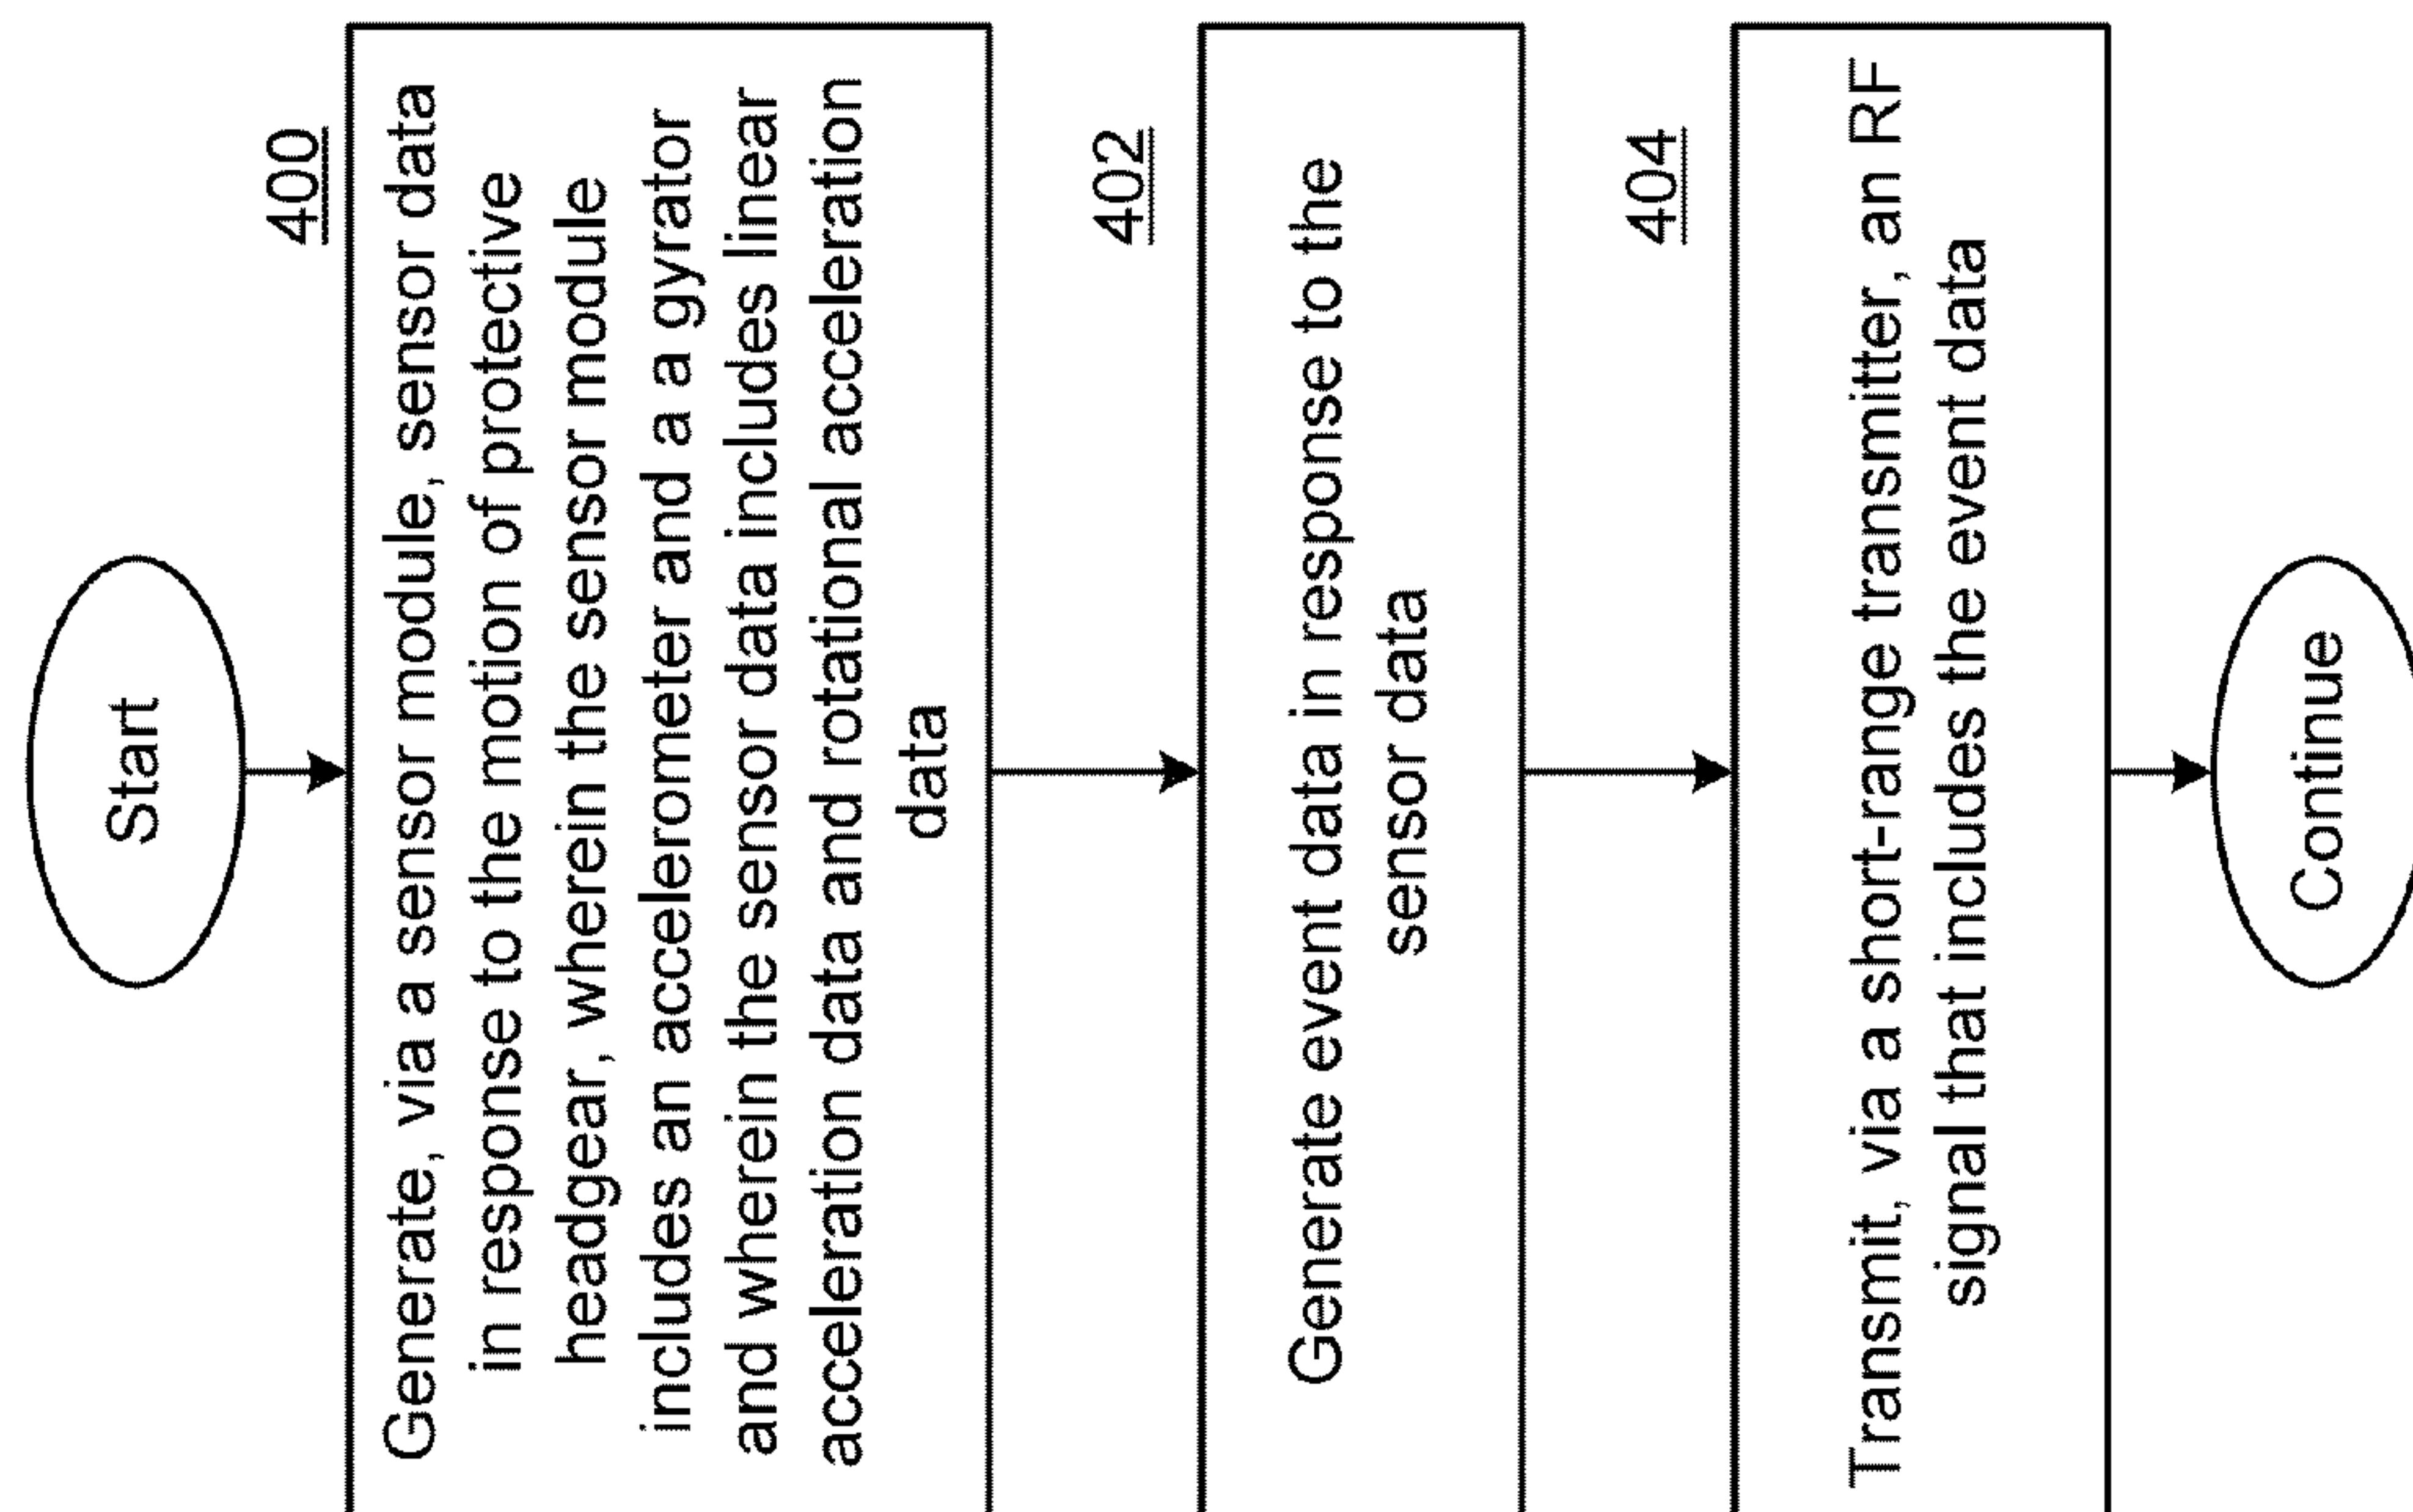 Start
400
Generate, via a sensor module, sensor data
in response to the motion of protective
headgear, wherein the sensor module
includes an accelerometer and a a gyrator
and wherein the sensor data includes linear
acceleration data and rotational acceleration
data
402
Generate event data in response to the
sensor data
404
Transmit, via a short-range transmitter, an RF
signal that includes the event data
Continue